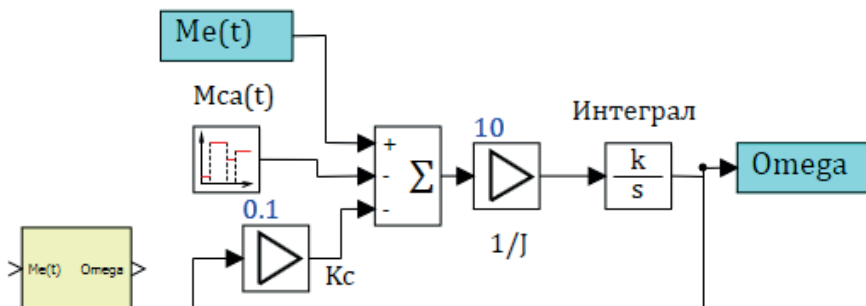 Me(t)
Mca(t)
Интеграл
10
+
-
Σ
k
s
Omega
-
0.1
1/J
Kc
Me(t) Omega